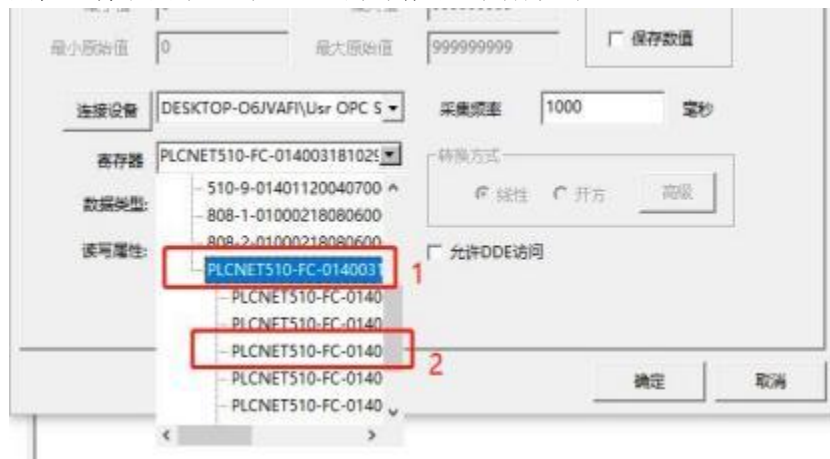 最小原始值 0 最大原始值 999999999 保存数值
连接设备 DESKTOP-O6JVAFI\Usr OPC S 采集频率 1000 毫秒
寄存器 PLCNET510-FC-01400318102 转换方式
510-9-01401120040700
数据类型: 808-1-01000218080600 线性 开方 高级
读写属性: 808-2-01000218080600 允许DDE访问
PLCNET510-FC-014003 1
PLCNET510-FC-0140
PLCNET510-FC-0140
PLCNET510-FC-0140 2
PLCNET510-FC-0140 确定 取消
PLCNET510-FC-0140